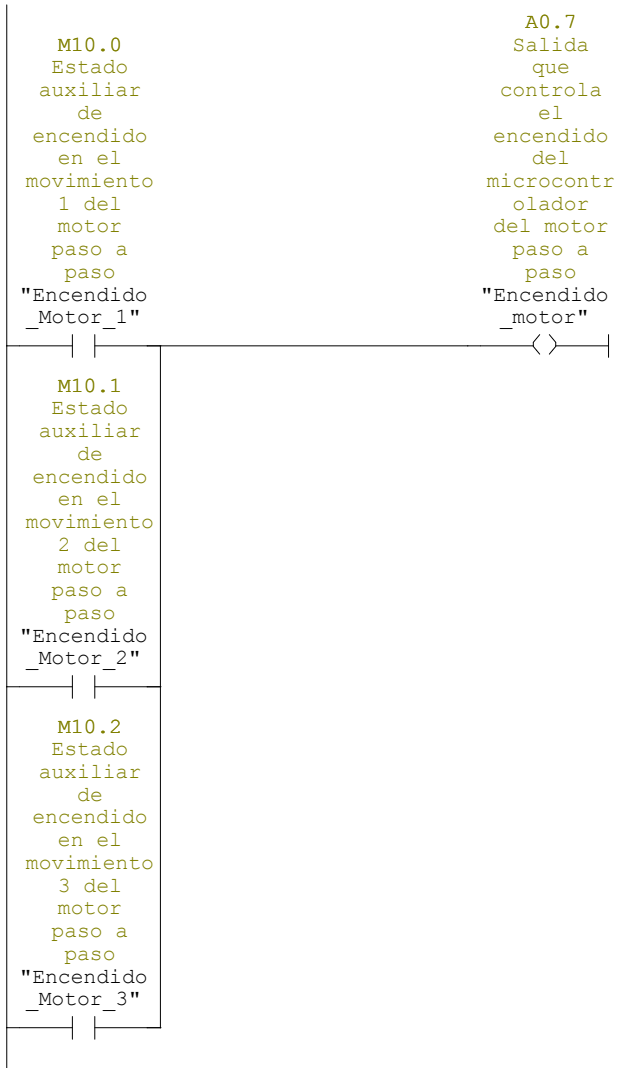 M10.0
Estado
auxiliar
de
encendido
en el
movimiento
1 del
motor
paso a
paso
"Encendido
_Motor_1"
A0.7
Salida
que
controla
el
encendido
del
microcontr
olador
del motor
paso a
paso
"Encendido
_motor"
M10.1
Estado
auxiliar
de
encendido
en el
movimiento
2 del
motor
paso a
paso
"Encendido
_Motor_2"
M10.2
Estado
auxiliar
de
encendido
en el
movimiento
3 del
motor
paso a
paso
"Encendido
_Motor_3"